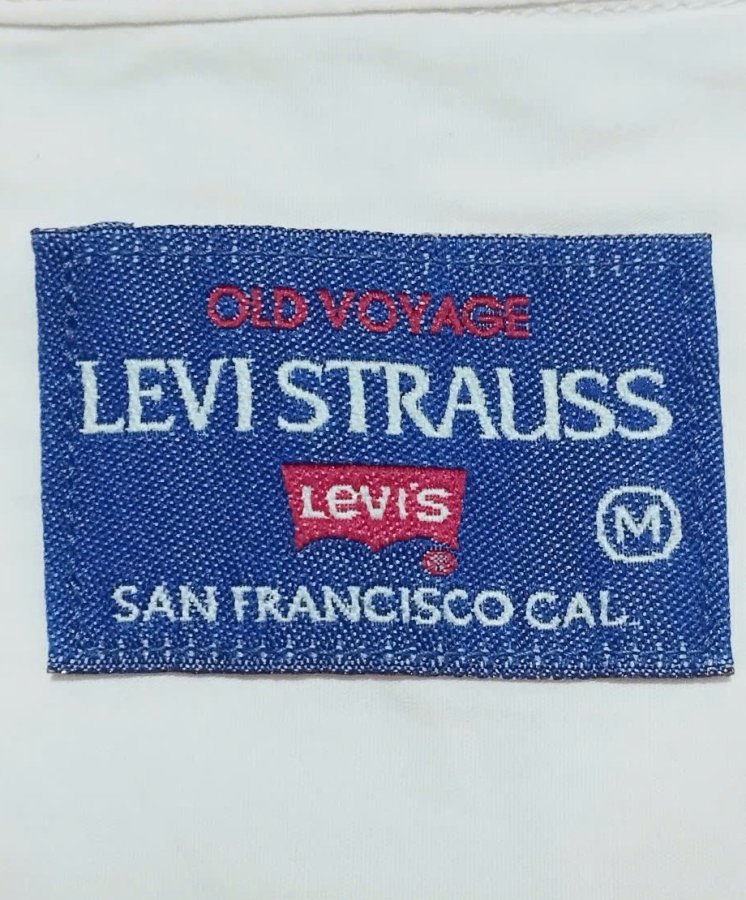 OLD VOYAGE
LEVI STRAUSS
LEVI'S
®
M
SAN FRANCISCO CAL.